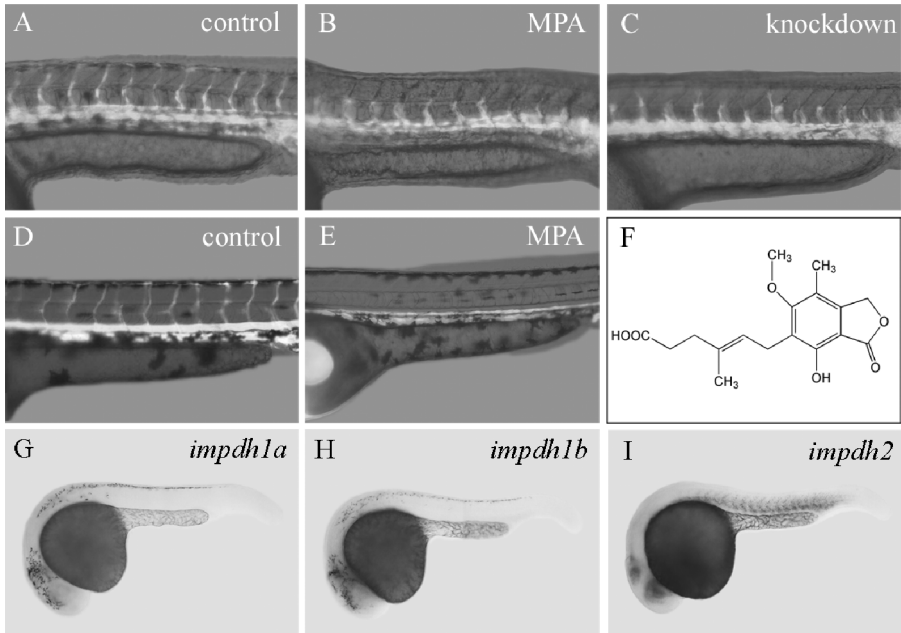 A control
B MPA
C knockdown
D control
E MPA
F
CH₃
O
CH₃
O
HOOC
CH₃
OH
O
G impdh1a
H impdh1b
I impdh2